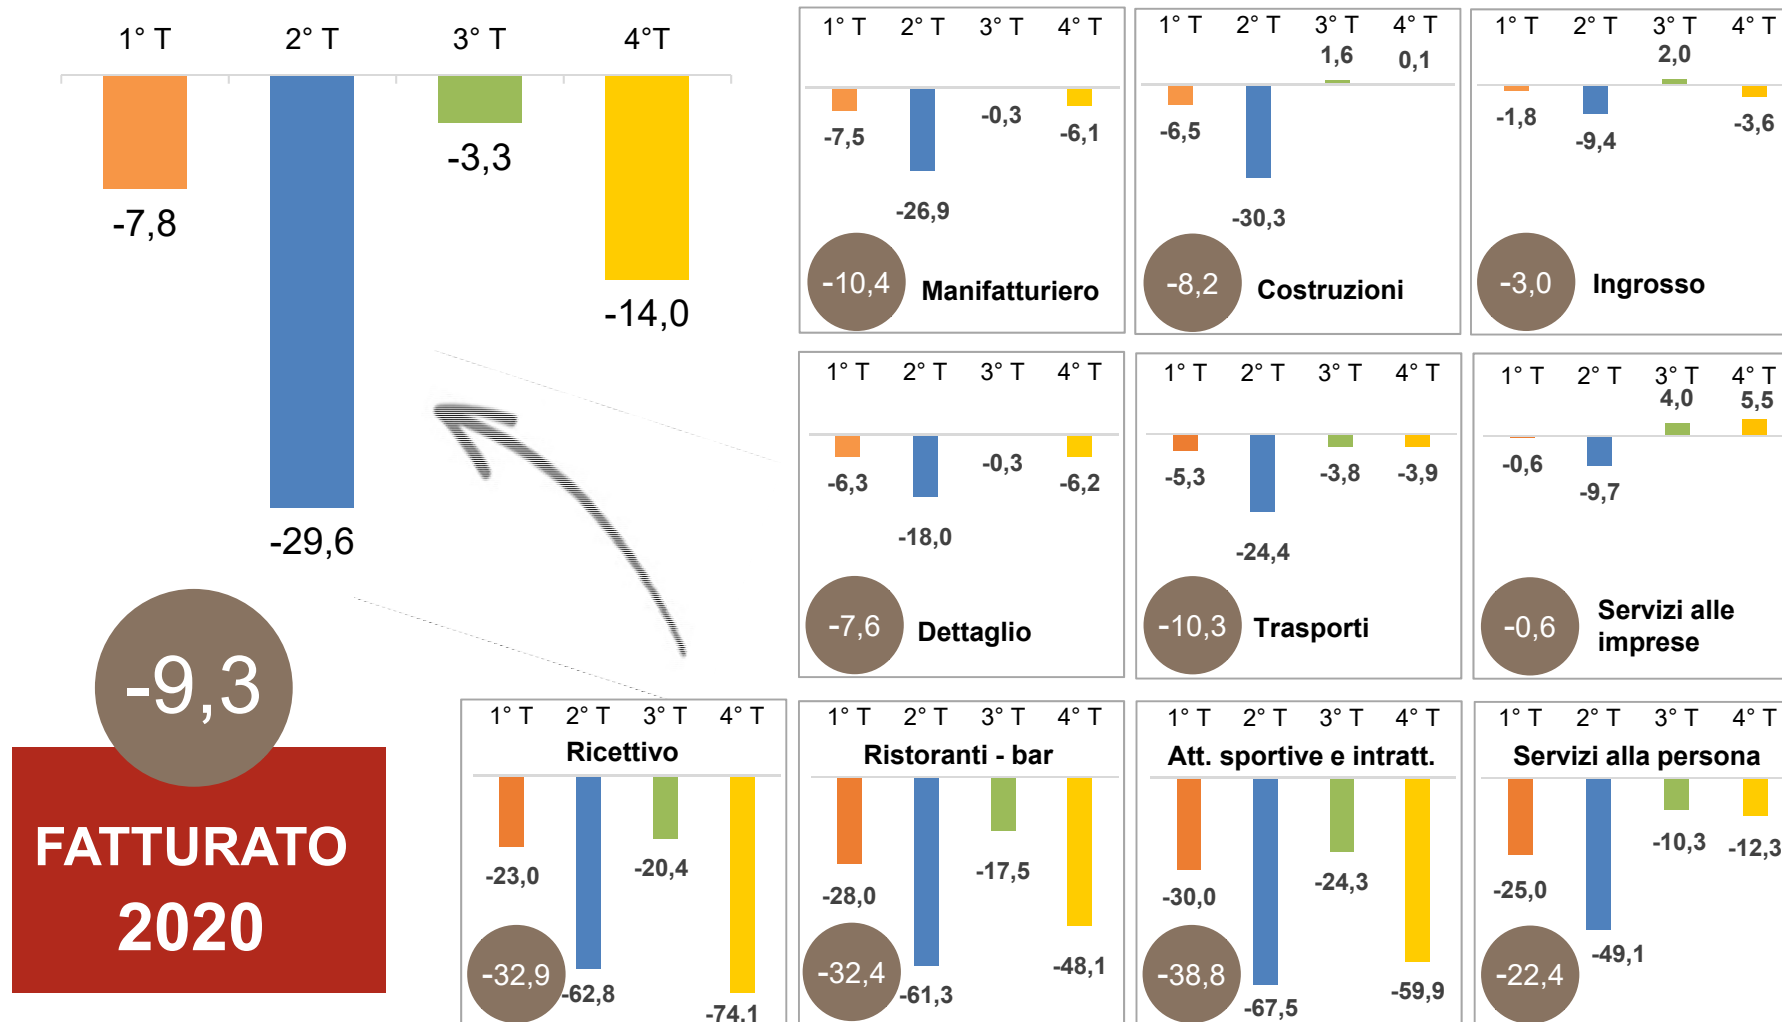 1° T 2° T 3° T 4°T
-7,8
-29,6
-3,3
-14,0
-9,3
FATTURATO
2020
1° T 2° T 3° T 4° T
-7,5
-26,9
-0,3
-6,1
-10,4
Manifatturiero
1° T 2° T 3° T 4° T
-6,5
-30,3
1,6
0,1
-8,2
Costruzioni
1° T 2° T 3° T 4° T
-1,8
-9,4
2,0
-3,6
-3,0
Ingrosso
1° T 2° T 3° T 4° T
-6,3
-18,0
-0,3
-6,2
-7,6
Dettaglio
1° T 2° T 3° T 4° T
-5,3
-24,4
-3,8
-3,9
-10,3
Trasporti
1° T 2° T 3° T 4° T
-0,6
-9,7
4,0
5,5
-0,6
Servizi alle
imprese
1° T 2° T 3° T 4° T
Ricettivo
-23,0
-62,8
-20,4
-74,1
-32,9
1° T 2° T 3° T 4° T
Ristoranti - bar
-28,0
-61,3
-17,5
-48,1
-32,4
1° T 2° T 3° T 4° T
Att. sportive e intratt.
-30,0
-67,5
-24,3
-59,9
-38,8
1° T 2° T 3° T 4° T
Servizi alla persona
-25,0
-49,1
-10,3
-12,3
-22,4